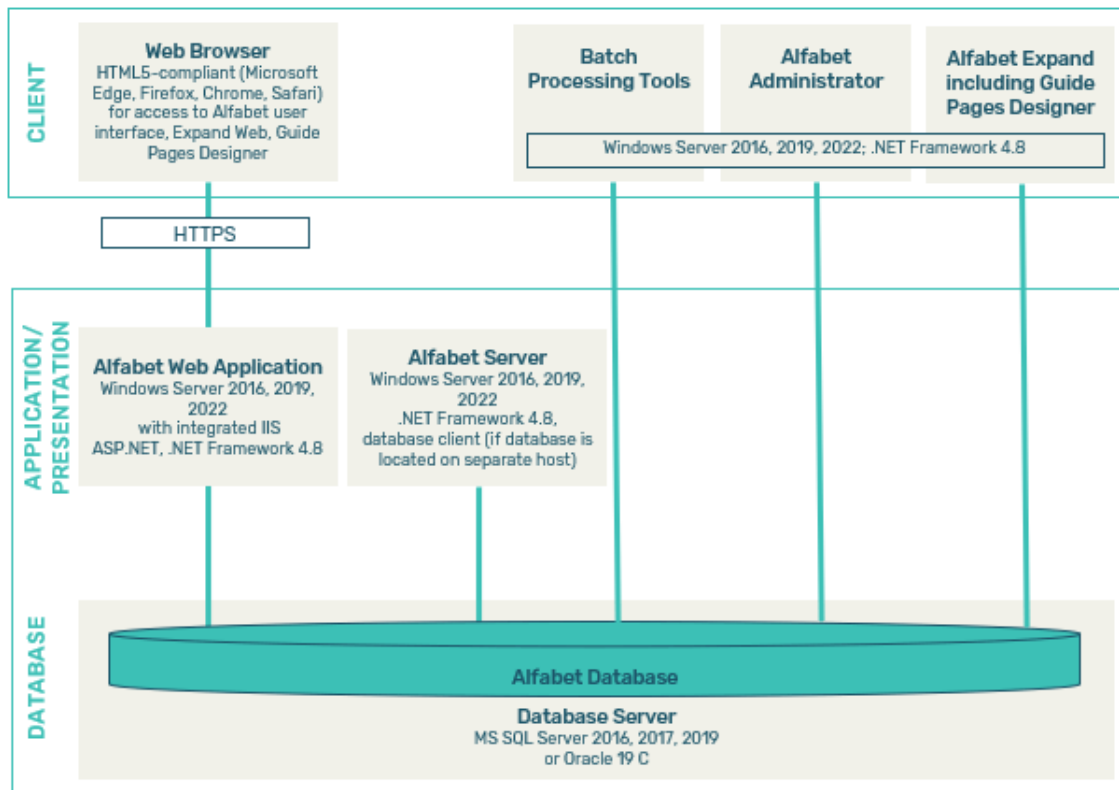 CLIENT
Web Browser
HTML5-compliant (Microsoft
Edge, Firefox, Chrome, Safari)
for access to Alfabet user
interface, Expand Web, Guide
Pages Designer
Batch
Processing Tools
Alfabet
Administrator
Alfabet Expand
including Guide
Pages Designer
Windows Server 2016, 2019, 2022; .NET Framework 4.8
HTTPS
APPLICATION/
PRESENTATION
Alfabet Web Application
Windows Server 2016, 2019,
2022
with integrated IIS
ASP.NET, .NET Framework 4.8
Alfabet Server
Windows Server 2016, 2019,
2022
.NET Framework 4.8,
database client (if database is
located on separate host)
DATABASE
Alfabet Database
Database Server
MS SQL Server 2016, 2017, 2019
or Oracle 19 C